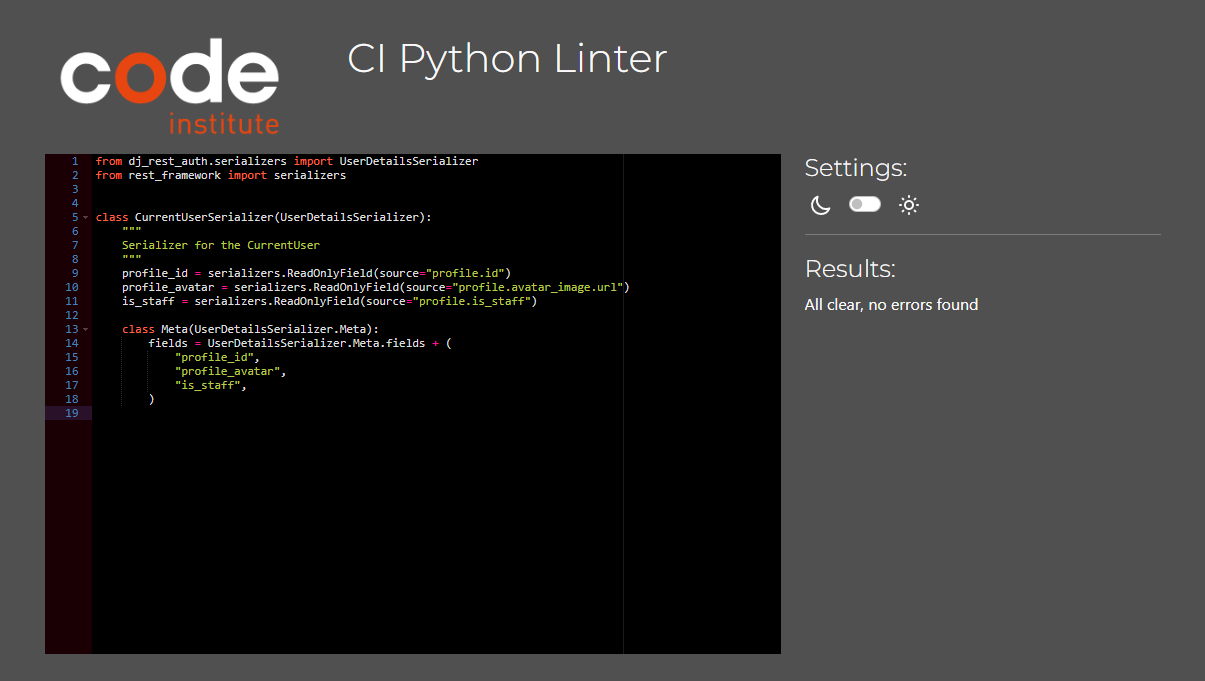 code
institute
CI Python Linter
1 from dj_rest_auth.serializers import UserDetailsSerializer
2 from rest_framework import serializers
3
4
5 class CurrentUserSerializer(UserDetailsSerializer):
6     """
7     Serializer for the CurrentUser
8     """
9     profile_id = serializers.ReadOnlyField(source="profile.id")
10     profile_avatar = serializers.ReadOnlyField(source="profile.avatar_image.url")
11     is_staff = serializers.ReadOnlyField(source="profile.is_staff")
12
13     class Meta(UserDetailsSerializer.Meta):
14         fields = UserDetailsSerializer.Meta.fields + (
15             "profile_id",
16             "profile_avatar",
17             "is_staff",
18         )
19
Settings:
Results:
All clear, no errors found